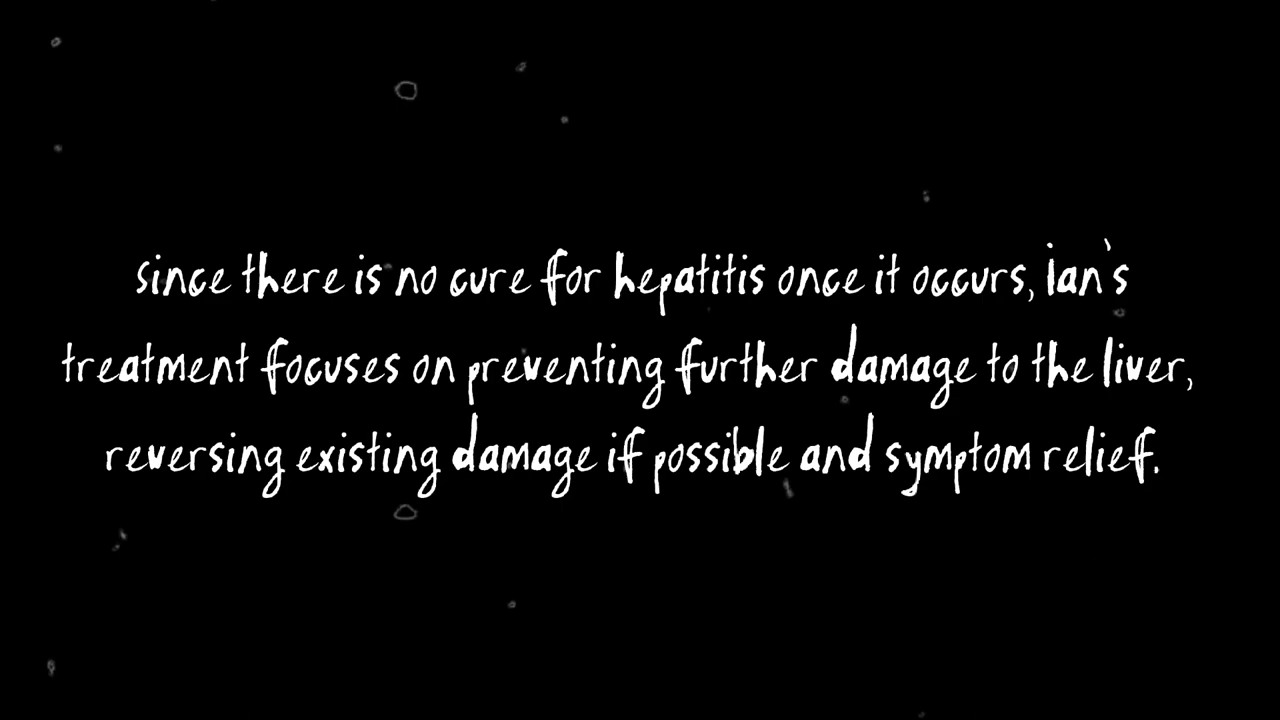 since there is no cure for hepatitis once it occurs, Ian's
treatment focuses on preventing further damage to the liver,
reversing existing damage if possible and symptom relief.